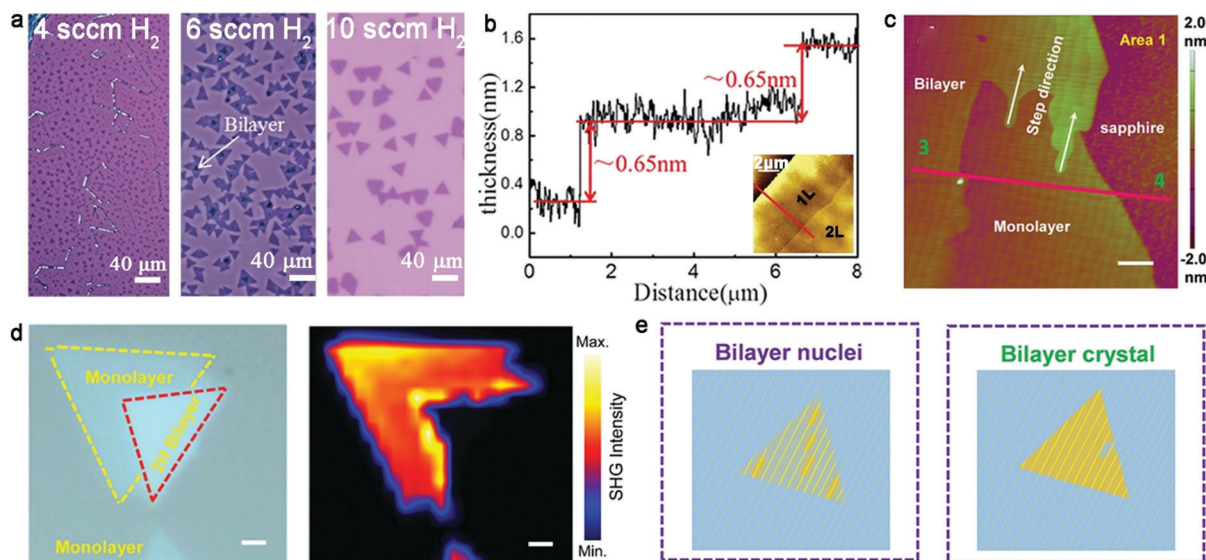 a
4 sccm H₂
6 sccm H₂
10 sccm H₂
Bilayer
40 μm
40 μm
40 μm
b
thickness(nm)
1.6
1.2
0.8
0.4
0.0
~0.65nm
~0.65nm
2μm
1L
2L
0 2 4 6 8
Distance(μm)
c
Area 1
Bilayer
Step direction
sapphire
3
4
Monolayer
2.0
nm
-2.0
nm
d
Monolayer
2H Bilayer
Monolayer
Max.
SHG Intensity
Min.
e
Bilayer nuclei
Bilayer crystal